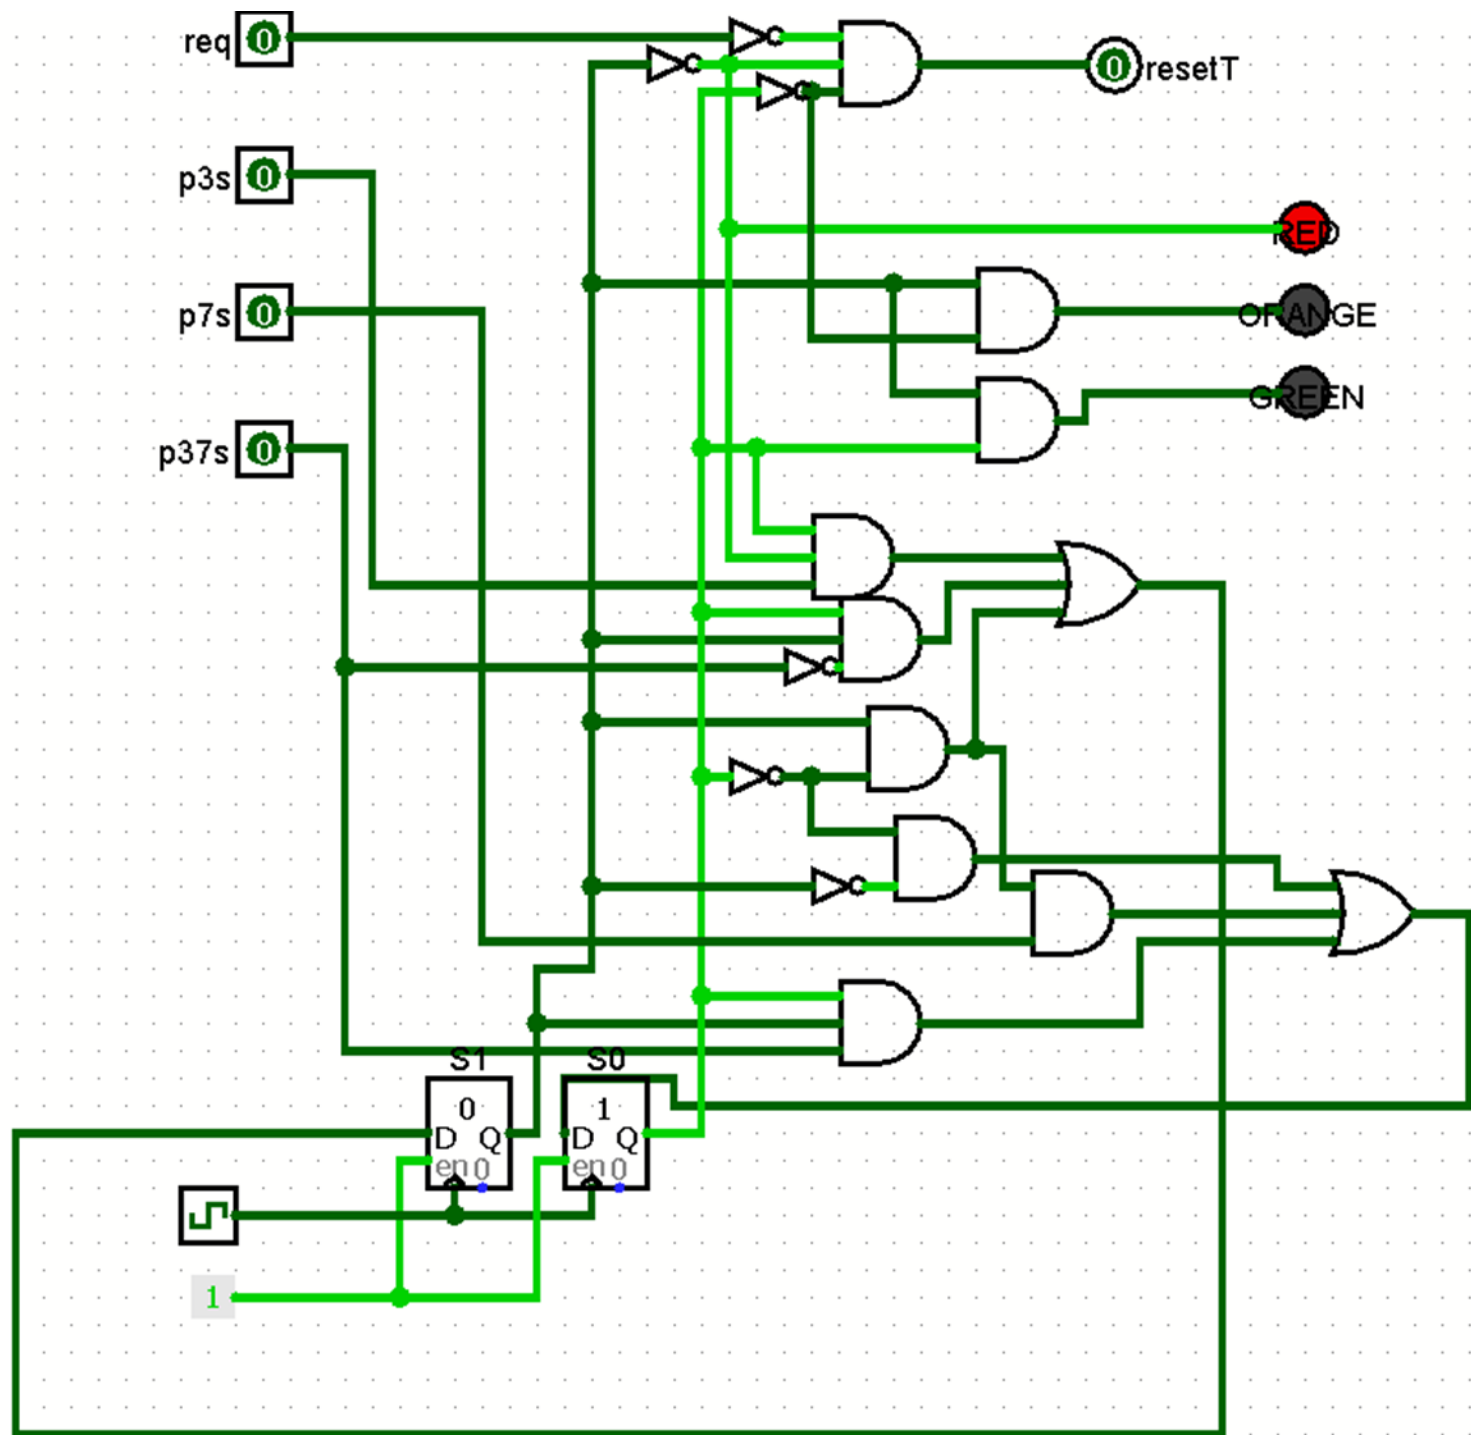 req 0
0 resetT
p3s 0
RED
p7s 0
ORANGE
GREEN
p37s 0
S1 S0
0 1
D Q D Q
en 0 en 0
1